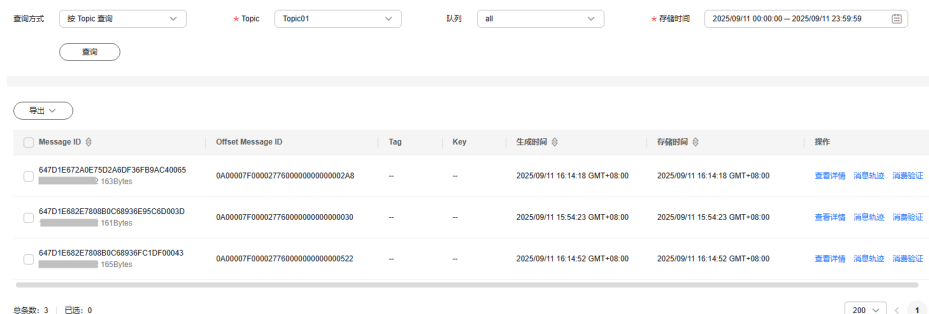 查询方式 按 Topic 查询 * Topic Topic01 队列 all * 存储时间 2025/09/11 00:00:00 – 2025/09/11 23:59:59
查询
导出
Message ID Offset Message ID Tag Key 生成时间 存储时间 操作
647D1E672A0E75D2A6DF36FB9AC40065
163Bytes
0A00007F0000277600000000000002A8 -- -- 2025/09/11 16:14:18 GMT+08:00 2025/09/11 16:14:18 GMT+08:00 查看详情 消息轨迹 消费验证
647D1E682E7808B0C68936E95C6D003D
161Bytes
0A00007F000027760000000000000030 -- -- 2025/09/11 15:54:23 GMT+08:00 2025/09/11 15:54:23 GMT+08:00 查看详情 消息轨迹 消费验证
647D1E682E7808B0C68936FC1DF00043
165Bytes
0A00007F000027760000000000000522 -- -- 2025/09/11 16:14:52 GMT+08:00 2025/09/11 16:14:52 GMT+08:00 查看详情 消息轨迹 消费验证
总条数: 3 已选: 0 200 < 1